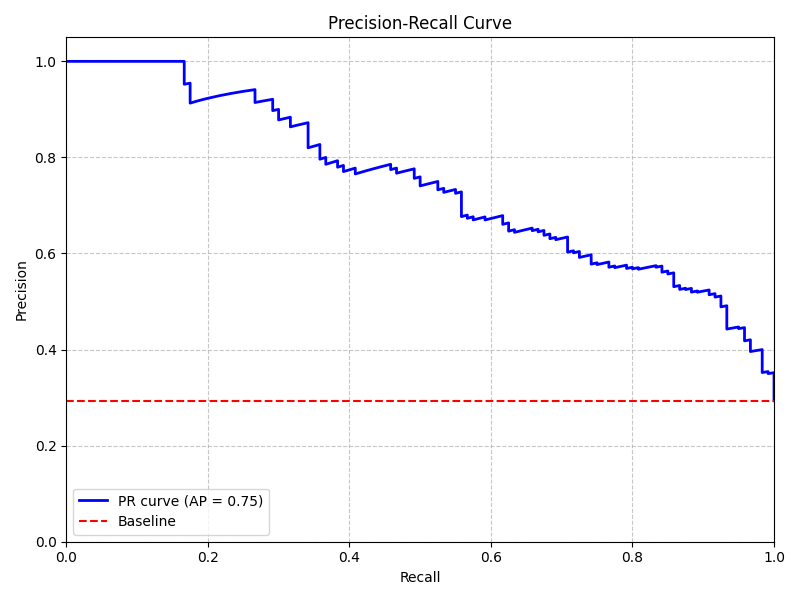 Precision-Recall Curve
1.0
0.8
0.6
0.4
0.2
0.0
Precision
PR curve (AP = 0.75)
Baseline
0.0 0.2 0.4 0.6 0.8 1.0
Recall